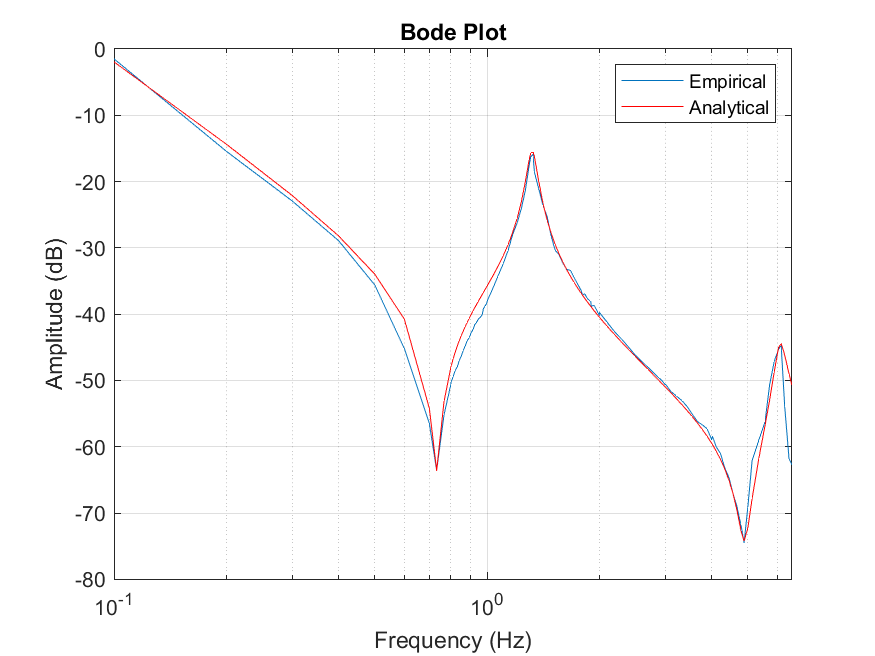 Bode Plot
Empirical
Analytical
0
-10
-20
-30
-40
-50
-60
-70
-80
Amplitude (dB)
10^-1
10^0
Frequency (Hz)